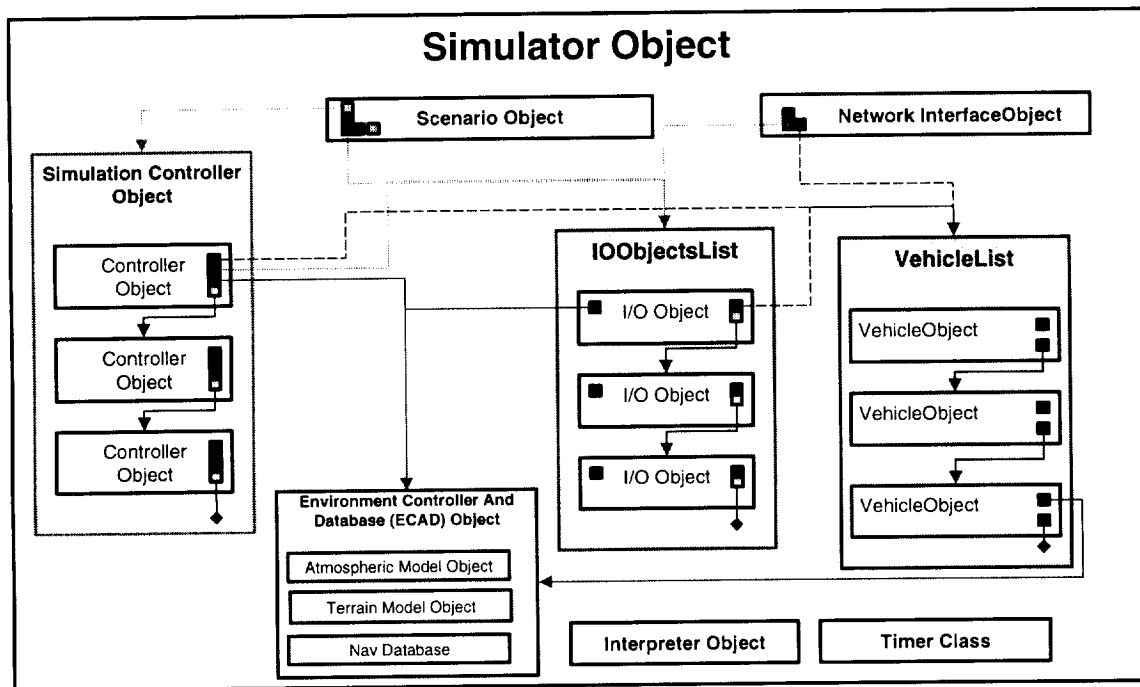 Simulator Object
Scenario Object
Network InterfaceObject
Simulation Controller
Object
Controller
Object
Controller
Object
Controller
Object
IOObjectsList
I/O Object
I/O Object
I/O Object
VehicleList
VehicleObject
VehicleObject
VehicleObject
Environment Controller And
Database (ECAD) Object
Atmospheric Model Object
Terrain Model Object
Nav Database
Interpreter Object
Timer Class